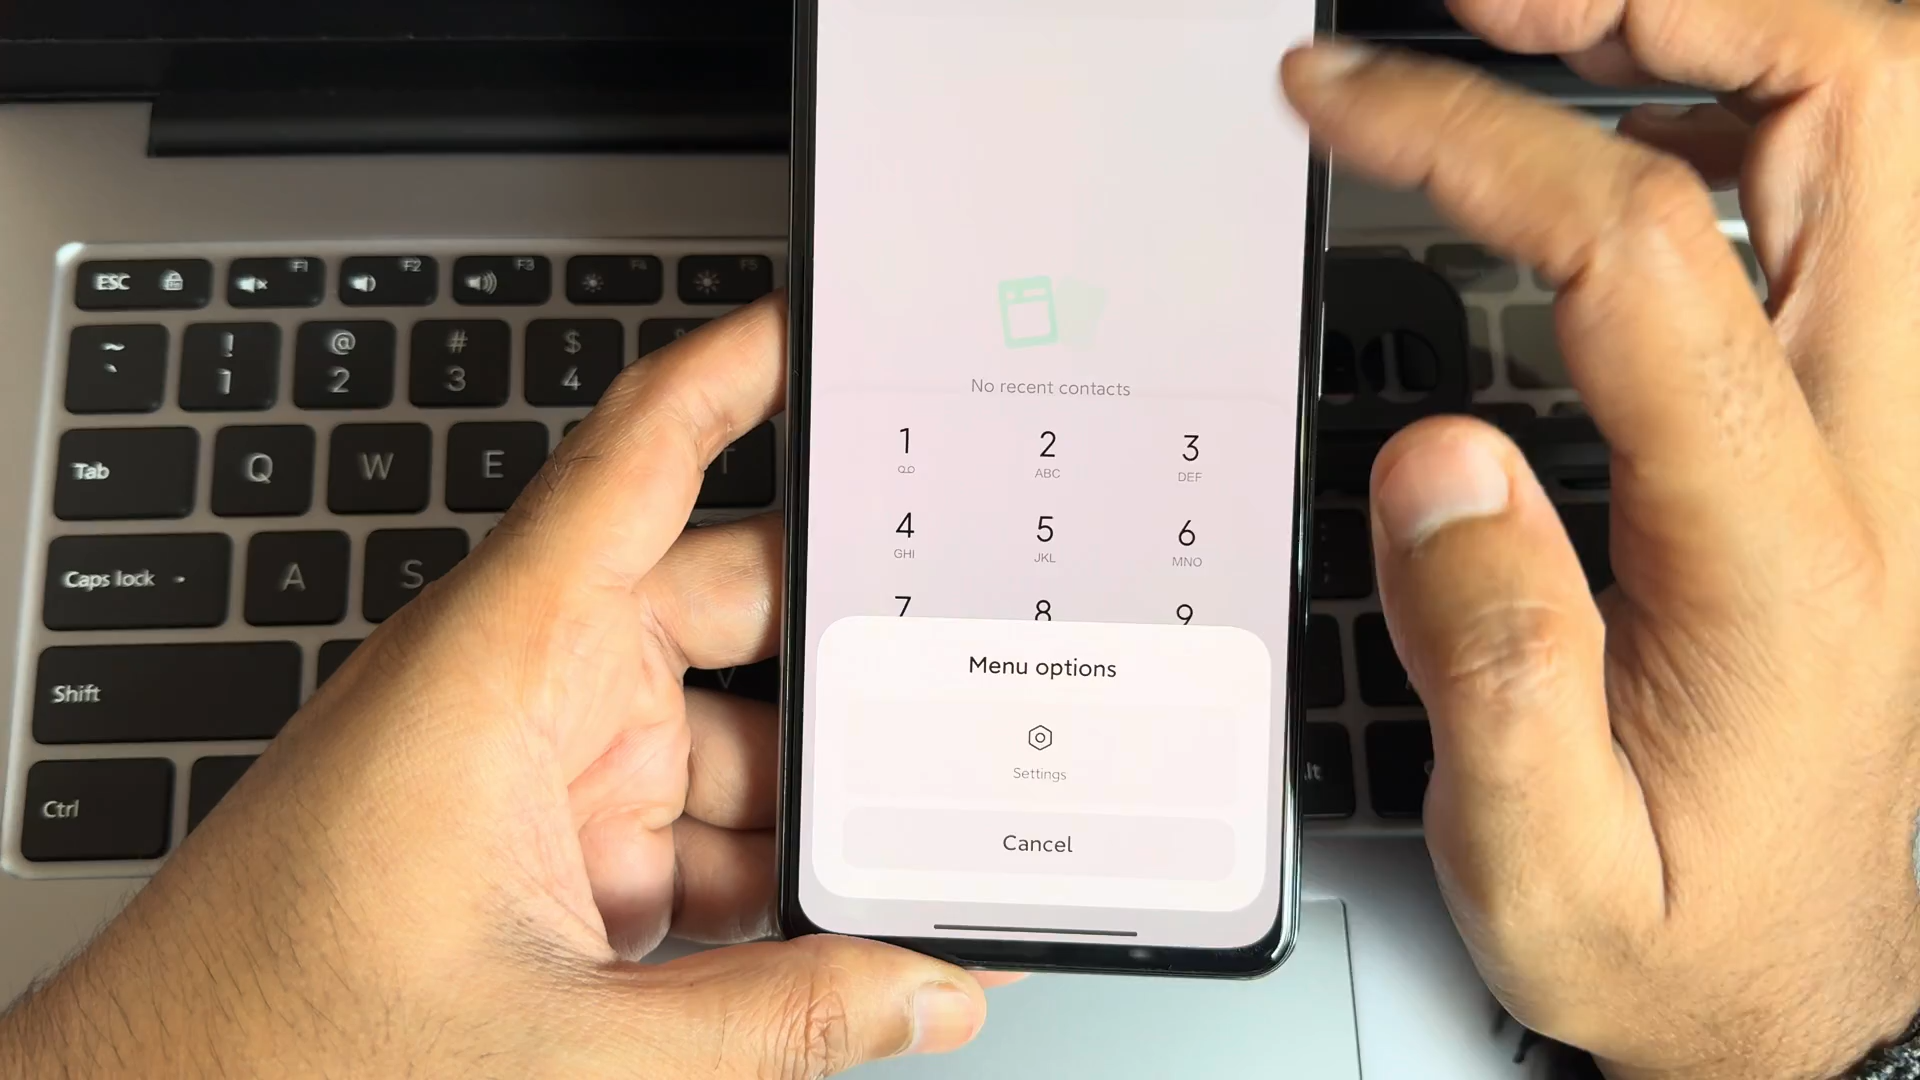 No recent contacts
1 2 3
ABC DEF
4 5 6
GHI JKL MNO
7 8 9
Menu options
Settings
Cancel
ESC F1 F2 F3 F4 F5
~ ! @ # $
` 1 2 3 4
Tab Q W E T
Caps lock A S
Shift V
Ctrl